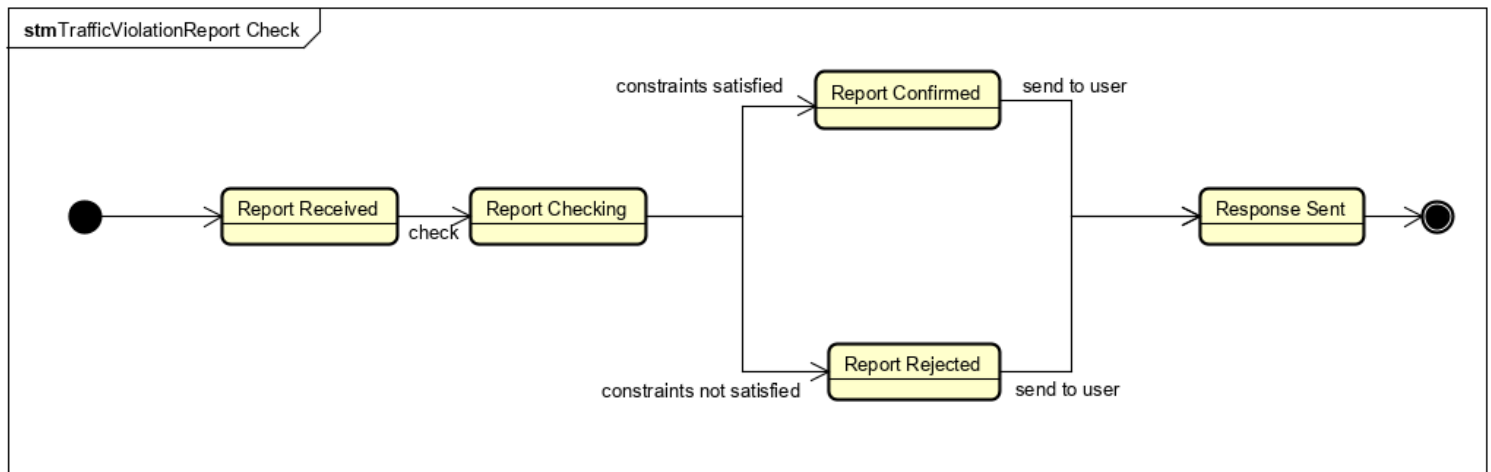 stmTrafficViolationReport Check
constraints satisfied
Report Confirmed
send to user
Report Received
check
Report Checking
Response Sent
Report Rejected
constraints not satisfied
send to user